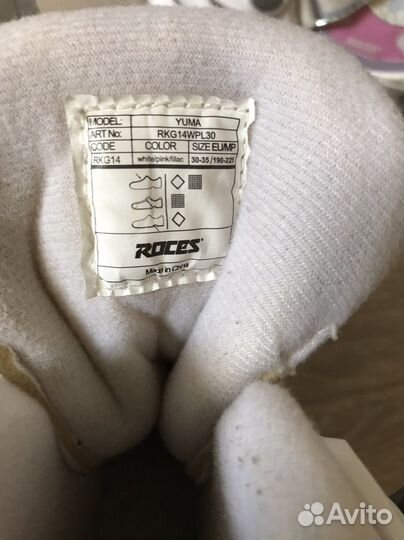 MODEL: YUMA
ART No: RKG14WPL30
CODE COLOR SIZE EU/MP
RKG14 white/pink/lilac 30-35/190-225
ROCES
Made in China
Avito